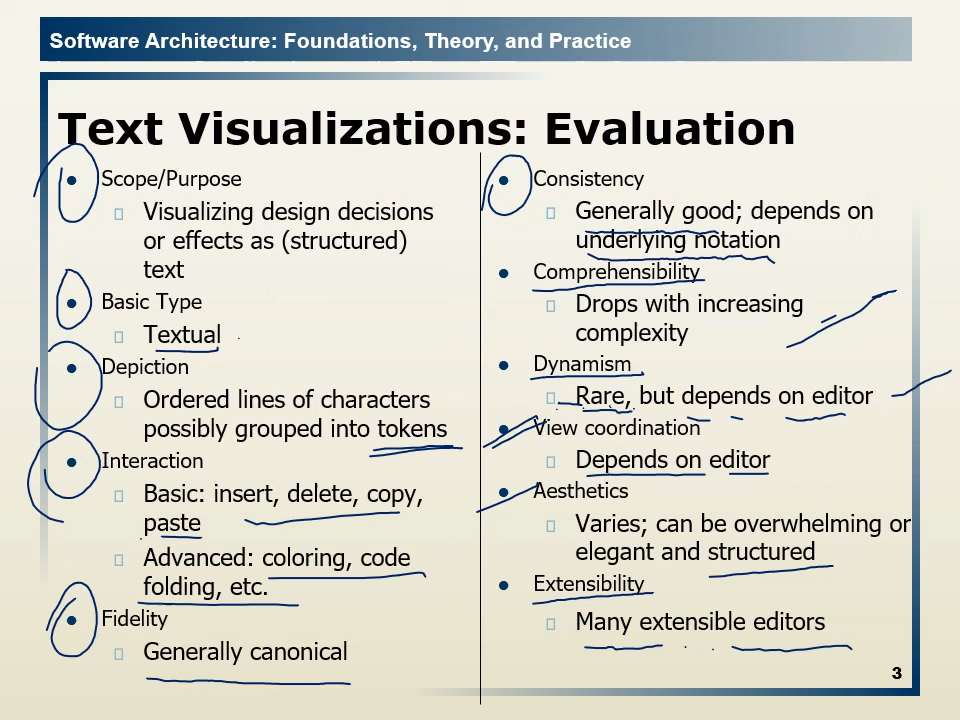 Software Architecture: Foundations, Theory, and Practice
Text Visualizations: Evaluation
Scope/Purpose
Visualizing design decisions
or effects as (structured)
text
Basic Type
Textual
Depiction
Ordered lines of characters
possibly grouped into tokens
Interaction
Basic: insert, delete, copy,
paste
Advanced: coloring, code
folding, etc.
Fidelity
Generally canonical
Consistency
Generally good; depends on
underlying notation
Comprehensibility
Drops with increasing
complexity
Dynamism
Rare, but depends on editor
View coordination
Depends on editor
Aesthetics
Varies; can be overwhelming or
elegant and structured
Extensibility
Many extensible editors
3